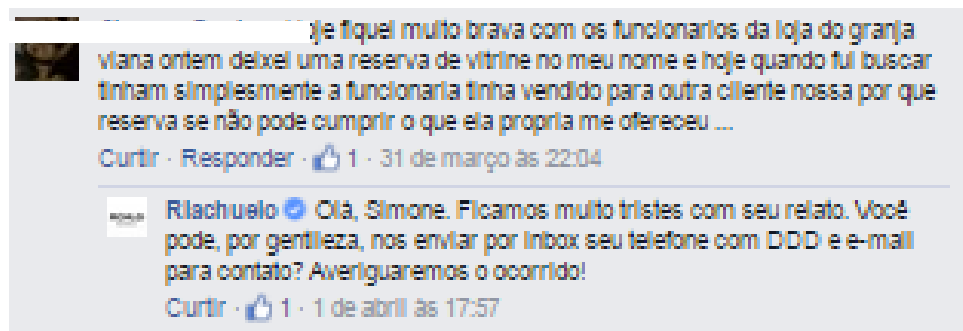 oje fiquei muito brava com os funcionarios da loja do granja
viana ontem deixei uma reserva de vitrine no meu nome e hoje quando fui buscar
tinham simplesmente a funcionaria tinha vendido para outra cliente nossa por que
reserva se não pode cumprir o que ela propria me ofereceu ...
Curtir · Responder · 1 · 31 de março às 22:04
Riachuelo Olá, Simone. Ficamos muito tristes com seu relato. Você
pode, por gentileza, nos enviar por inbox seu telefone com DDD e e-mail
para contato? Averiguaremos o ocorrido!
Curtir · 1 · 1 de abril às 17:57